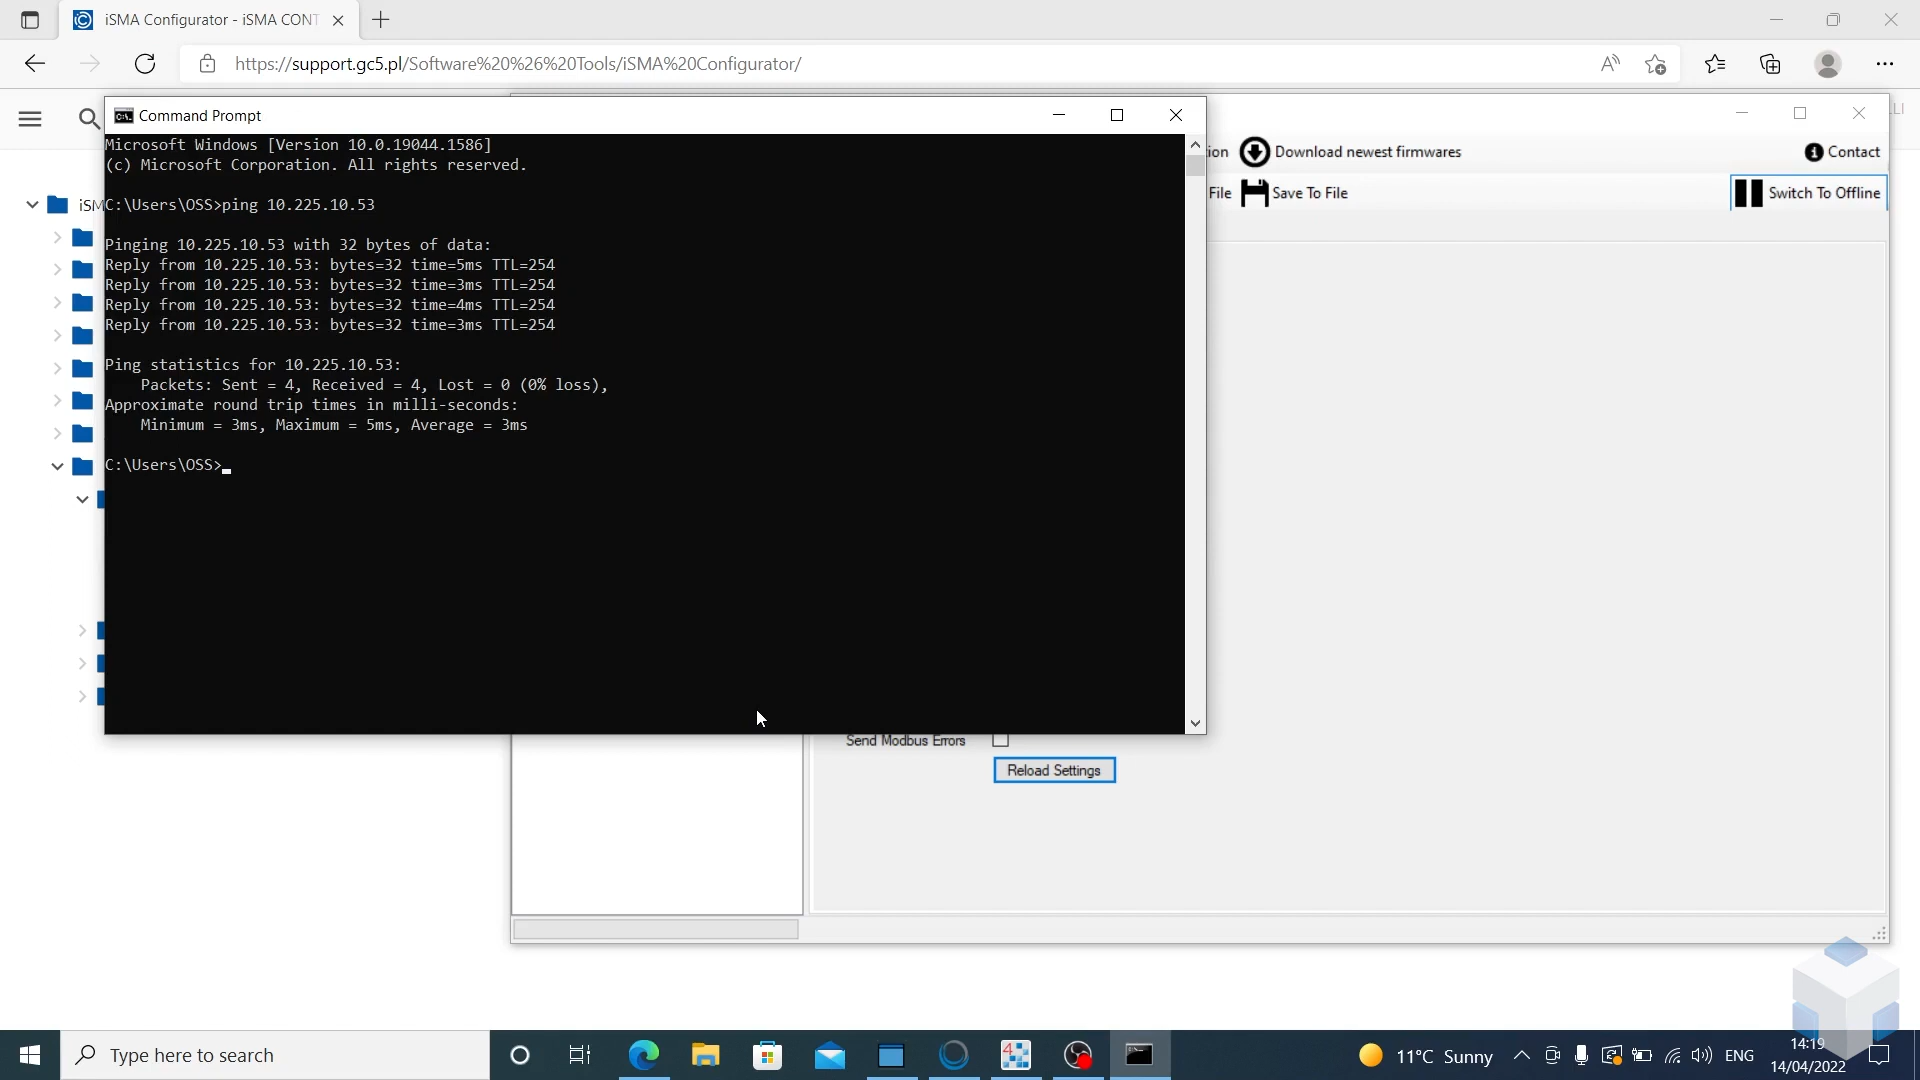 iSMA Configurator - iSMA CONT
https://support.gc5.pl/Software%20%26%20Tools/iSMA%20Configurator/
Command Prompt
Microsoft Windows [Version 10.0.19044.1586]
(c) Microsoft Corporation. All rights reserved.
C:\Users\OSS>ping 10.225.10.53
Pinging 10.225.10.53 with 32 bytes of data:
Reply from 10.225.10.53: bytes=32 time=5ms TTL=254
Reply from 10.225.10.53: bytes=32 time=3ms TTL=254
Reply from 10.225.10.53: bytes=32 time=4ms TTL=254
Reply from 10.225.10.53: bytes=32 time=3ms TTL=254
Ping statistics for 10.225.10.53:
Packets: Sent = 4, Received = 4, Lost = 0 (0% loss),
Approximate round trip times in milli-seconds:
Minimum = 3ms, Maximum = 5ms, Average = 3ms
C:\Users\OSS>_
iSM
tion Download newest firmwares Contact
File Save To File Switch To Offline
Send Modbus Errors
Reload Settings
Type here to search
11°C Sunny
ENG
14:19
14/04/2022